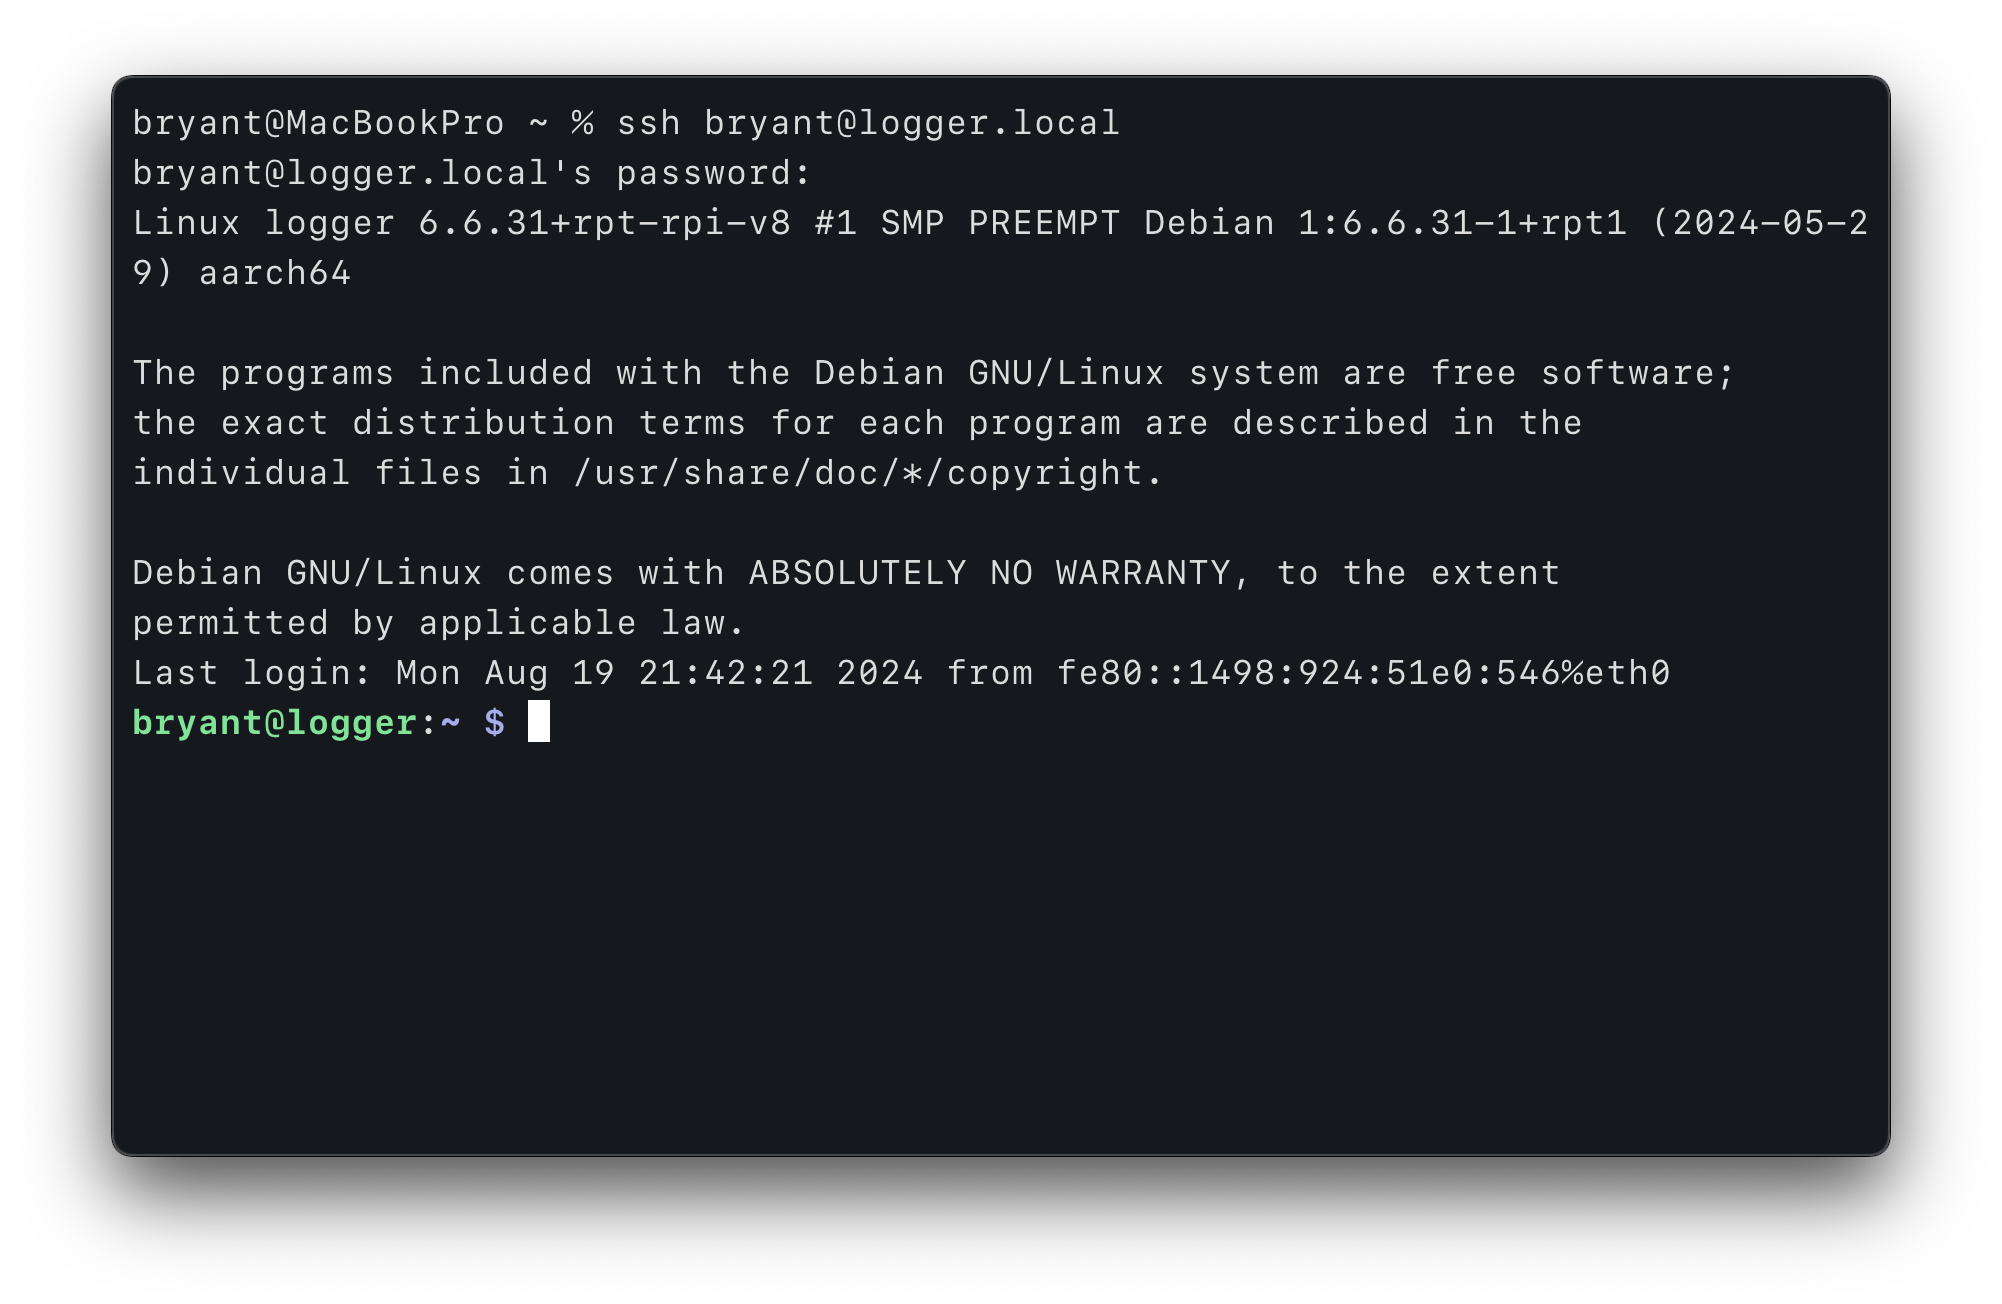 bryant@MacBookPro ~ % ssh bryant@logger.local
bryant@logger.local's password:
Linux logger 6.6.31+rpt-rpi-v8 #1 SMP PREEMPT Debian 1:6.6.31-1+rpt1 (2024-05-2
9) aarch64
The programs included with the Debian GNU/Linux system are free software;
the exact distribution terms for each program are described in the
individual files in /usr/share/doc/*/copyright.
Debian GNU/Linux comes with ABSOLUTELY NO WARRANTY, to the extent
permitted by applicable law.
Last login: Mon Aug 19 21:42:21 2024 from fe80::1498:924:51e0:546%eth0
bryant@logger:~ $